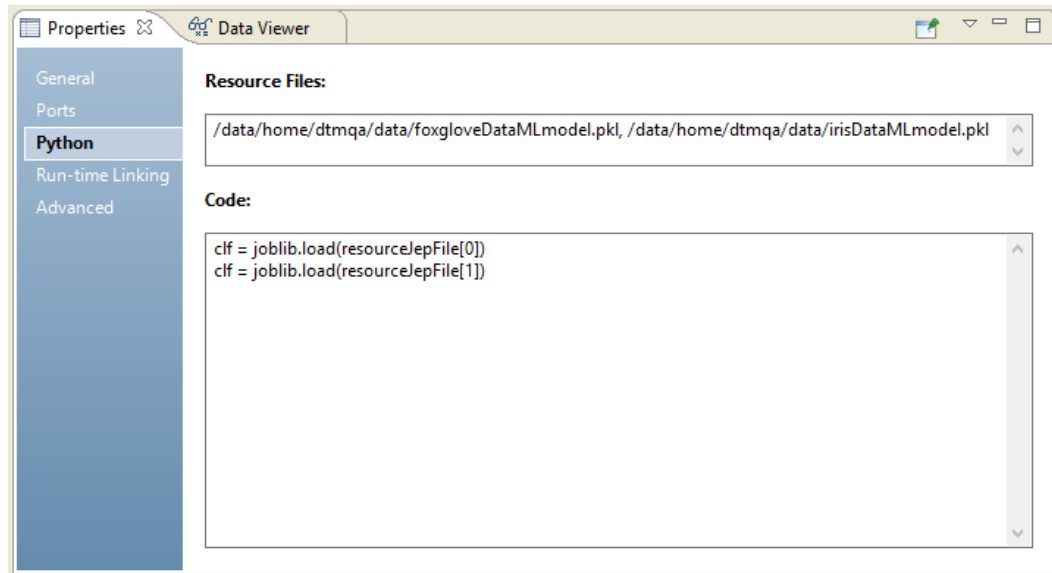 Properties
Data Viewer
General
Ports
Python
Run-time Linking
Advanced
Resource Files:
/data/home/dtmqa/data/foxgloveDataMLmodel.pkl, /data/home/dtmqa/data/irisDataMLmodel.pkl
Code:
clf = joblib.load(resourceJepFile[0])
clf = joblib.load(resourceJepFile[1])